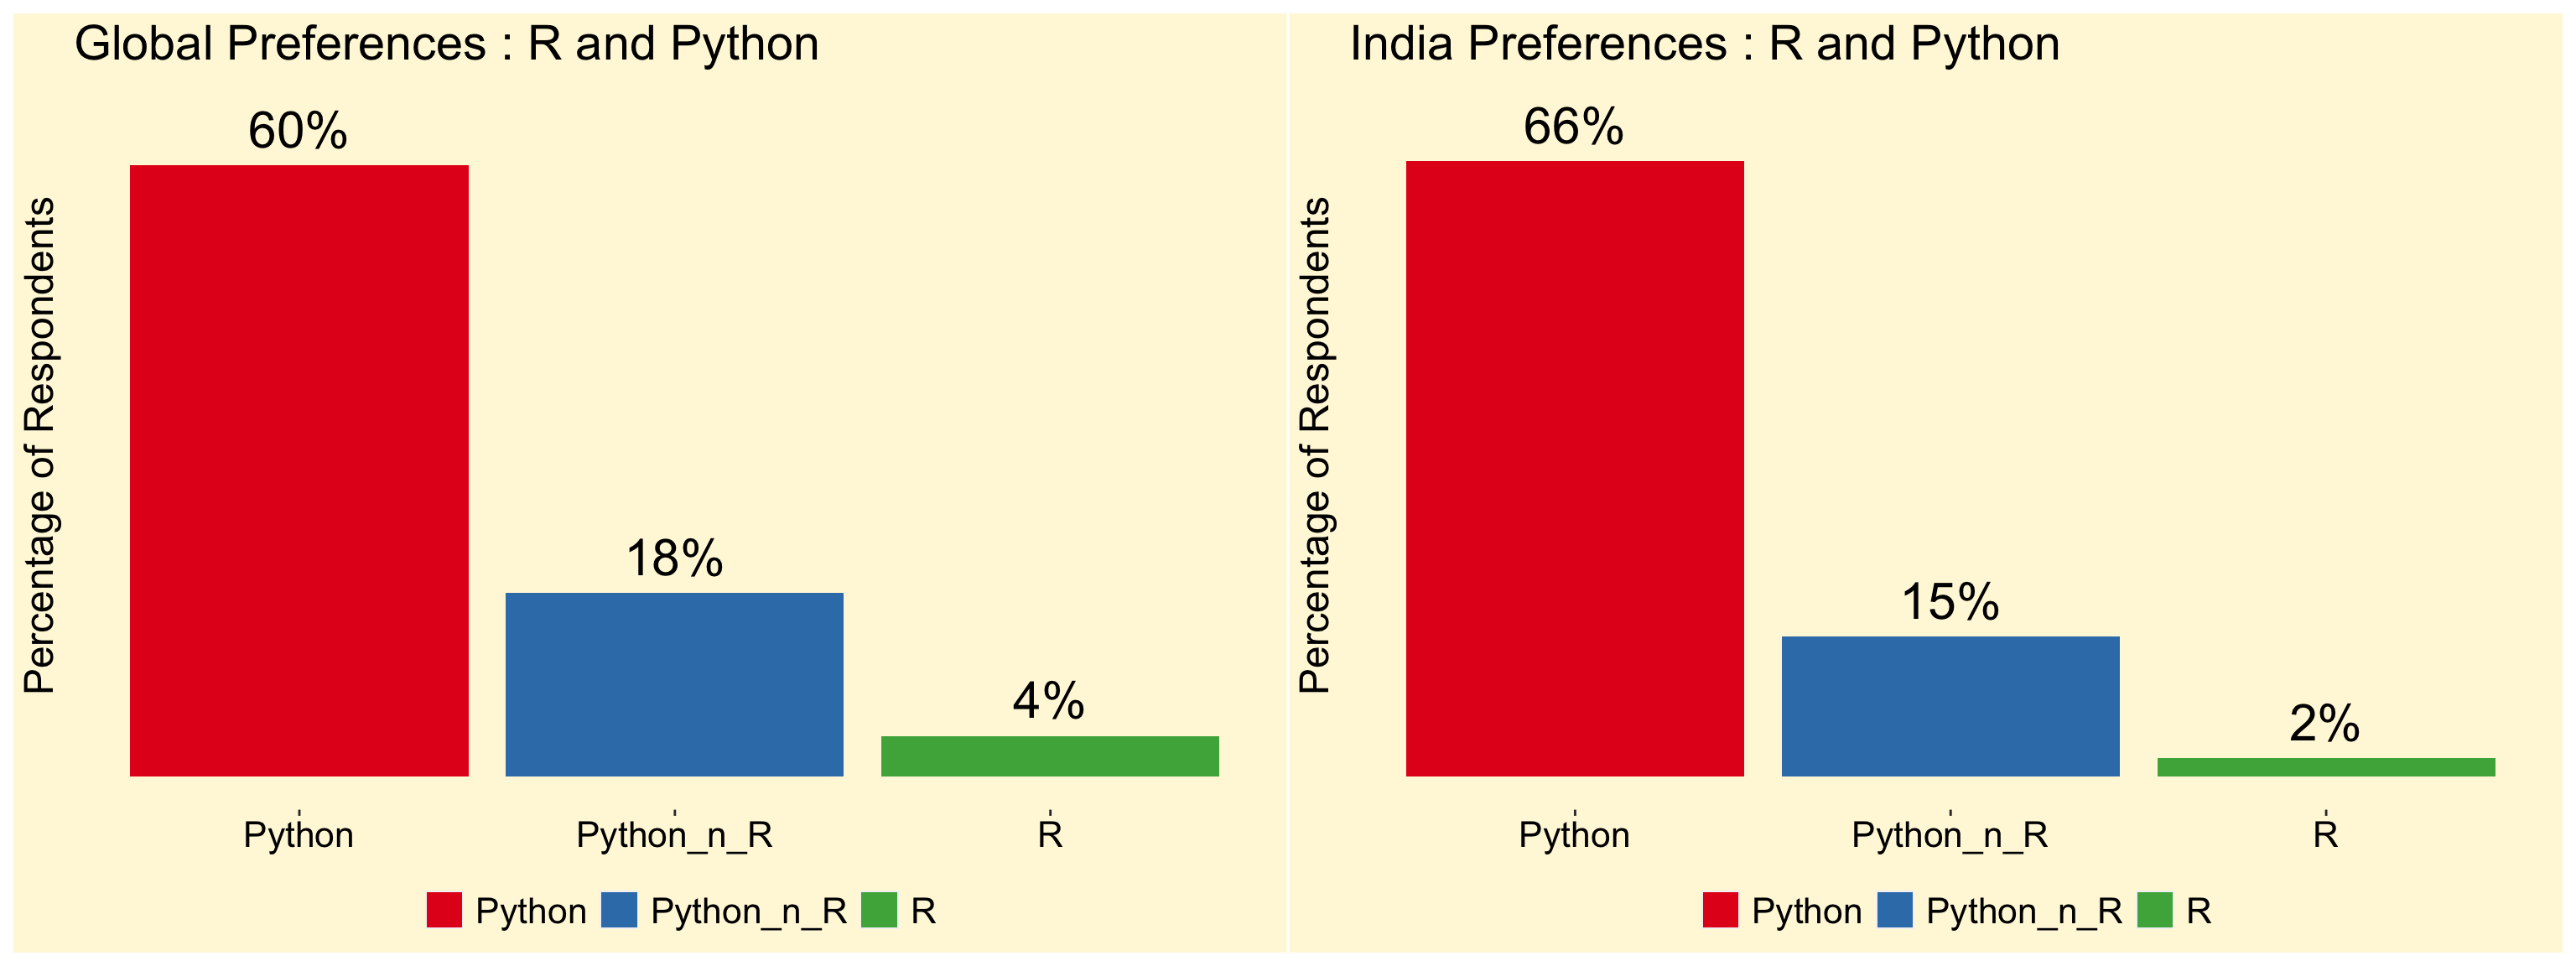 Global Preferences : R and Python
60%
18%
4%
Percentage of Respondents
Python Python_n_R R
Python Python_n_R R
India Preferences : R and Python
66%
15%
2%
Percentage of Respondents
Python Python_n_R R
Python Python_n_R R